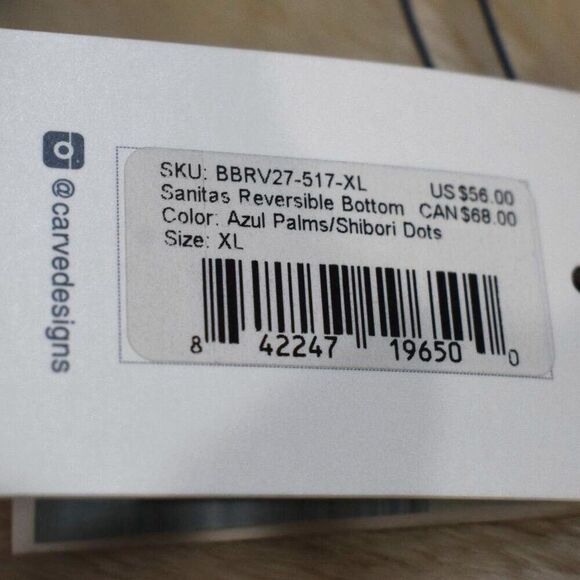 @carvedesigns
SKU: BBRV27-517-XL US $56.00
Sanitas Reversible Bottom CAN $68.00
Color: Azul Palms/Shibori Dots
Size: XL
8 42247 19650 0